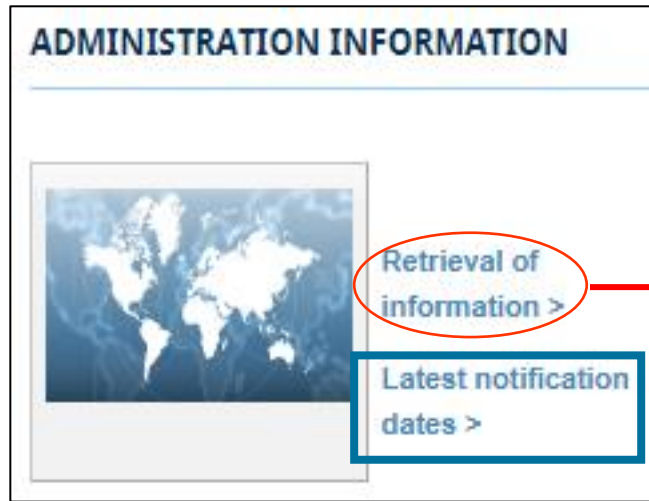 ADMINISTRATION INFORMATION
Retrieval of
information >
Latest notification
dates >